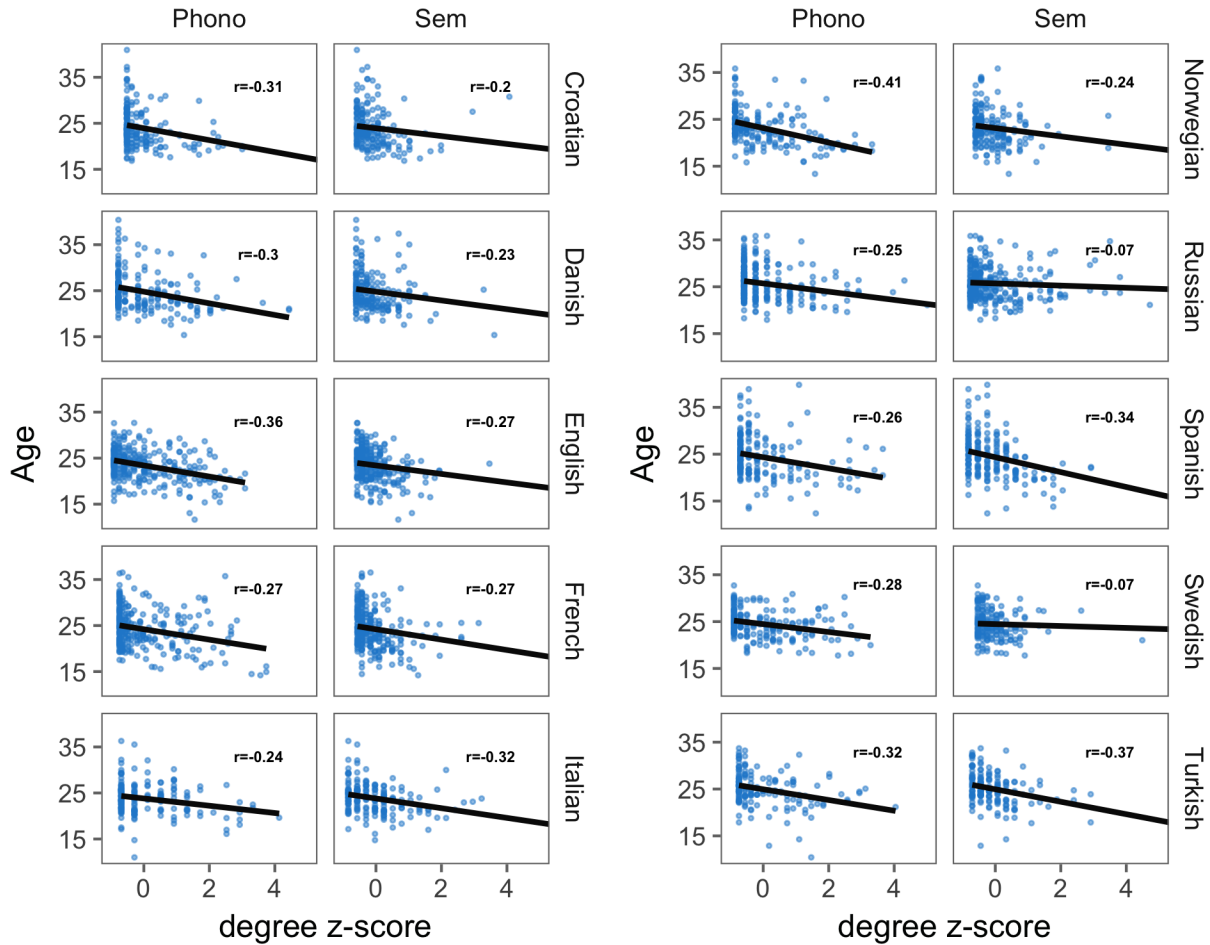 Phono Sem
35
25
15
r=-0.31
r=-0.2
Croatian
35
25
15
r=-0.3
r=-0.23
Danish
35
25
15
r=-0.36
r=-0.27
English
35
25
15
r=-0.27
r=-0.27
French
35
25
15
r=-0.24
r=-0.32
Italian
Age
0 2 4 0 2 4
degree z-score
Phono Sem
35
25
15
r=-0.41
r=-0.24
Norwegian
35
25
15
r=-0.25
r=-0.07
Russian
35
25
15
r=-0.26
r=-0.34
Spanish
35
25
15
r=-0.28
r=-0.07
Swedish
35
25
15
r=-0.32
r=-0.37
Turkish
Age
0 2 4 0 2 4
degree z-score